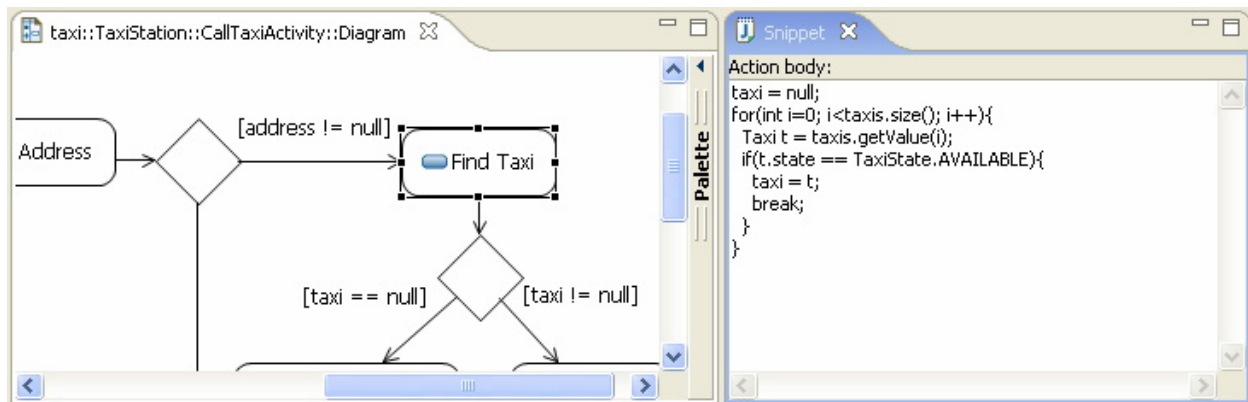 taxi::TaxiStation::CallTaxiActivity::Diagram
Address
[address != null]
Find Taxi
[taxi == null]
[taxi != null]
Palette
Snippet
Action body:
taxi = null;
for(int i=0; i<taxis.size(); i++){
Taxi t = taxis.getValue(i);
if(t.state == TaxiState.AVAILABLE){
taxi = t;
break;
}
}